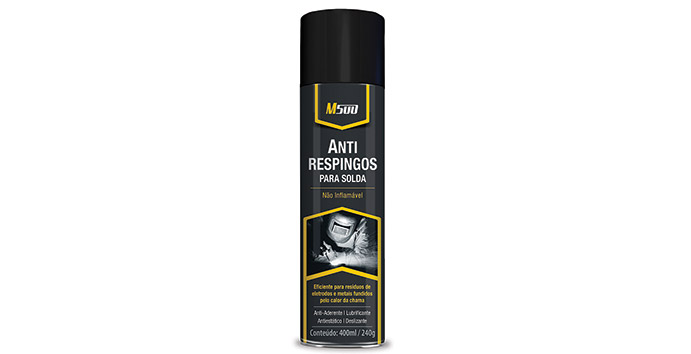 M500
ANTI
RESPINGOS
PARA SOLDA
Não Inflamável
Eficiente para resíduos de
eletrodos e metais fundidos
pelo calor da chama
Anti-Aderente | Lubrificante
Antiestático | Deslizante
Conteúdo: 400ml / 240g